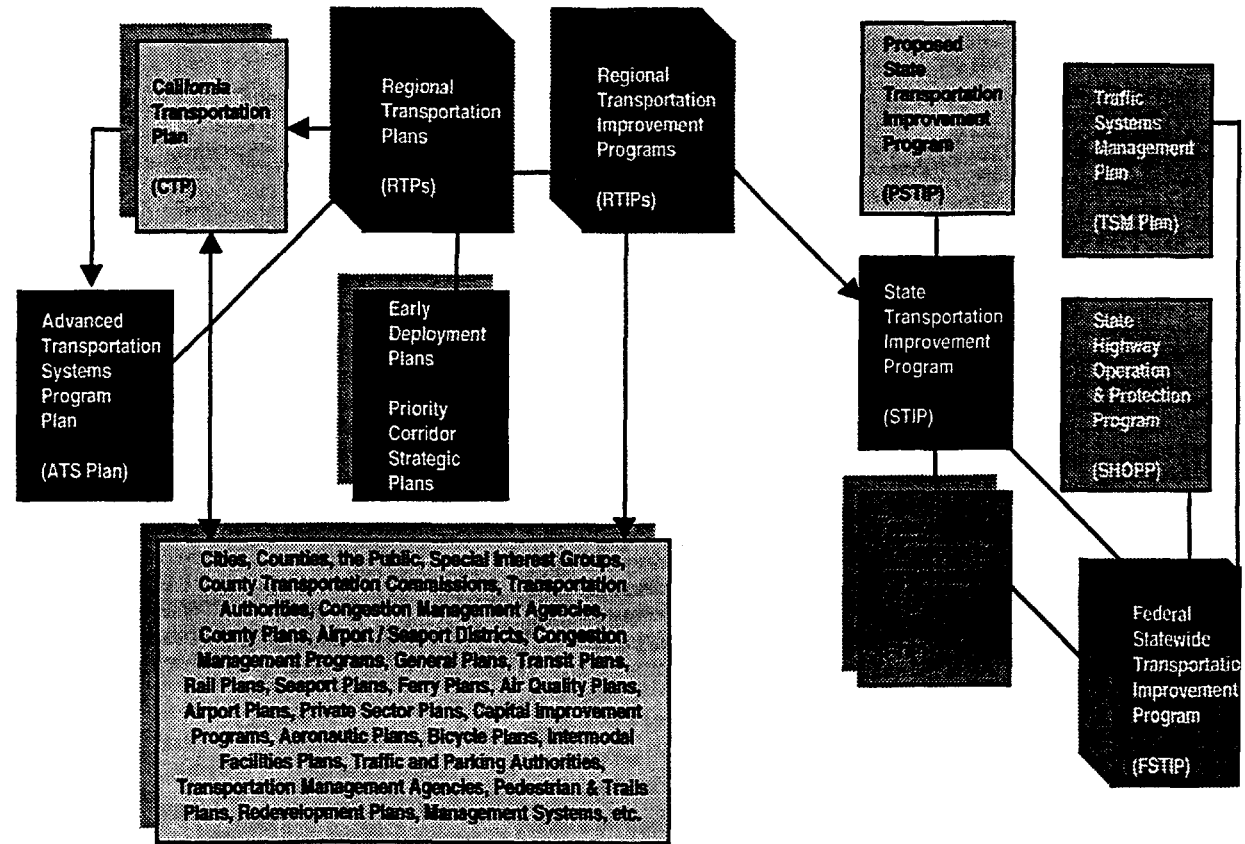 California
Transportation
Plan
(CTP)
Regional
Transportation
Plans
(RTPs)
Regional
Transportation
Improvement
Programs
(RTIPs)
Proposed
State
Transportation
Improvement
Program
(PSTIP)
Traffic
Systems
Management
Plan
(TSM Plan)
Advanced
Transportation
Systems
Program
Plan
(ATS Plan)
Early
Deployment
Plans
Priority
Corridor
Strategic
Plans
State
Transportation
Improvement
Program
(STIP)
State
Highway
Operation
& Protection
Program
(SHOPP)
Cities, Counties, the Public, Special Interest Groups,
County Transportation Commissions, Transportation
Authorities, Congestion Management Agencies,
County Plans, Airport / Seaport Districts, Congestion
Management Programs, General Plans, Transit Plans,
Rail Plans, Seaport Plans, Ferry Plans, Air Quality Plans,
Airport Plans, Private Sector Plans, Capital Improvement
Programs, Aeronautic Plans, Bicycle Plans, Intermodal
Facilities Plans, Traffic and Parking Authorities,
Transportation Management Agencies, Pedestrian & Trails
Plans, Redevelopment Plans, Management Systems, etc.
Federal
Statewide
Transportatic
Improvement
Program
(FSTIP)